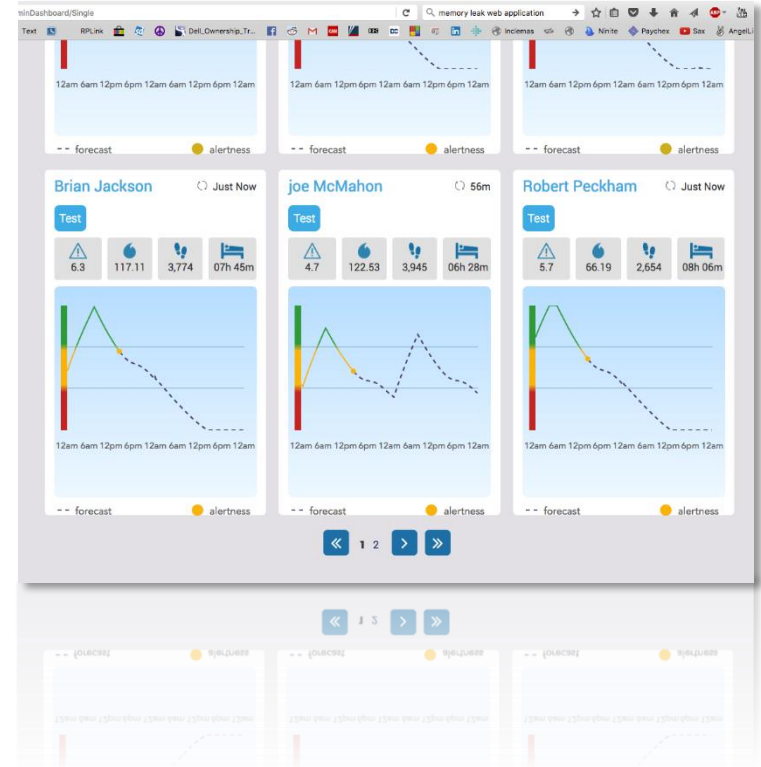 minDashboard/Single
memory leak web application
Text RPLink Dell_Ownership_Tr... Inclemas Ninite Paychex Sax AngelLi
12am 6am 12pm 6pm 12am 6am 12pm 6pm 12am 12am 6am 12pm 6pm 12am 6am 12pm 6pm 12am 12am 6am 12pm 6pm 12am 6am 12pm 6pm 12am
-- forecast alertness -- forecast alertness -- forecast alertness
Brian Jackson Just Now joe McMahon 56m Robert Peckham Just Now
Test Test Test
6.3 117.11 3,774 07h 45m 4.7 122.53 3,945 06h 28m 5.7 66.19 2,654 08h 06m
12am 6am 12pm 6pm 12am 6am 12pm 6pm 12am 12am 6am 12pm 6pm 12am 6am 12pm 6pm 12am 12am 6am 12pm 6pm 12am 6am 12pm 6pm 12am
-- forecast alertness -- forecast alertness -- forecast alertness
« 1 2 > »